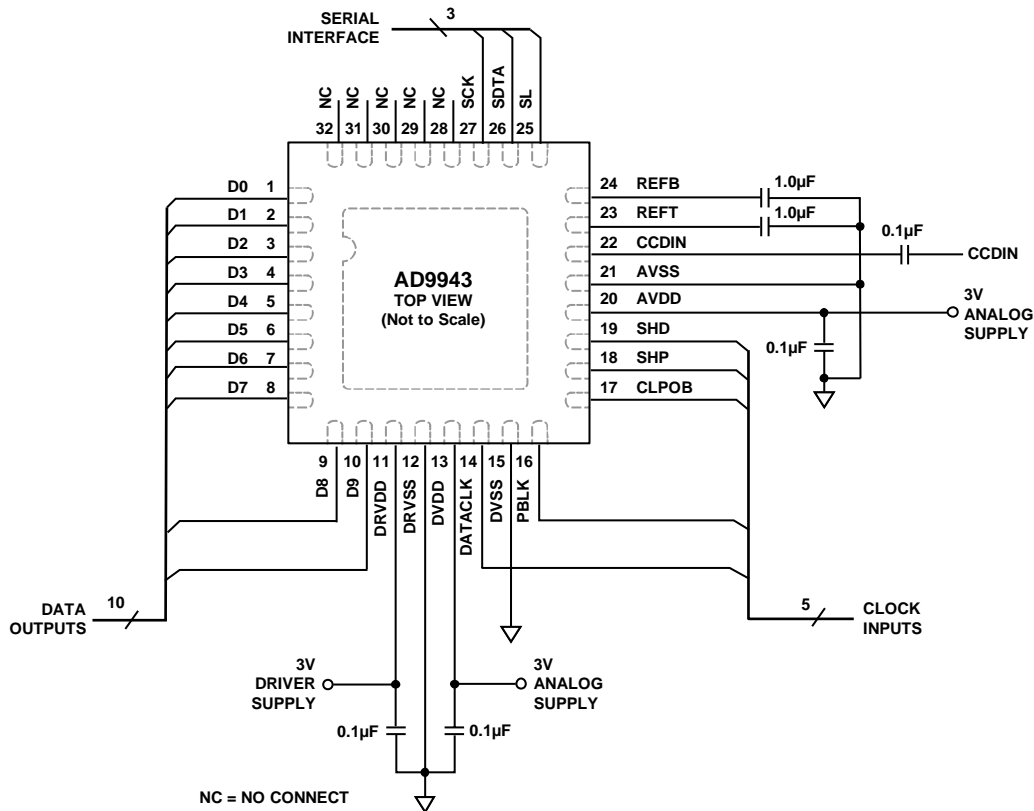 SERIAL
INTERFACE
3
NC
NC
NC
NC
NC
SCK
SDTA
SL
32
31
30
29
28
27
26
25
D0 1
D1 2
D2 3
D3 4
D4 5
D5 6
D6 7
D7 8
AD9943
TOP VIEW
(Not to Scale)
24 REFB
23 REFT
22 CCDIN
21 AVSS
20 AVDD
19 SHD
18 SHP
17 CLPOB
1.0µF
1.0µF
0.1µF
CCDIN
3V
ANALOG
SUPPLY
0.1µF
9
10
11
12
13
14
15
16
D8
D9
DRVDD
DRVSS
DVDD
DATACLK
DVSS
PBLK
DATA
OUTPUTS
10
5
CLOCK
INPUTS
3V
DRIVER
SUPPLY
3V
ANALOG
SUPPLY
0.1µF
0.1µF
NC = NO CONNECT